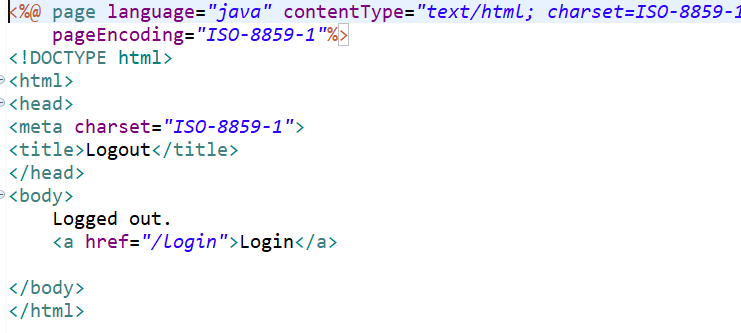 <%@ page language="java" contentType="text/html; charset=ISO-8859-1
    pageEncoding="ISO-8859-1"%>
<!DOCTYPE html>
<html>
<head>
<meta charset="ISO-8859-1">
<title>Logout</title>
</head>
<body>
    Logged out.
    <a href="/login">Login</a>
</body>
</html>